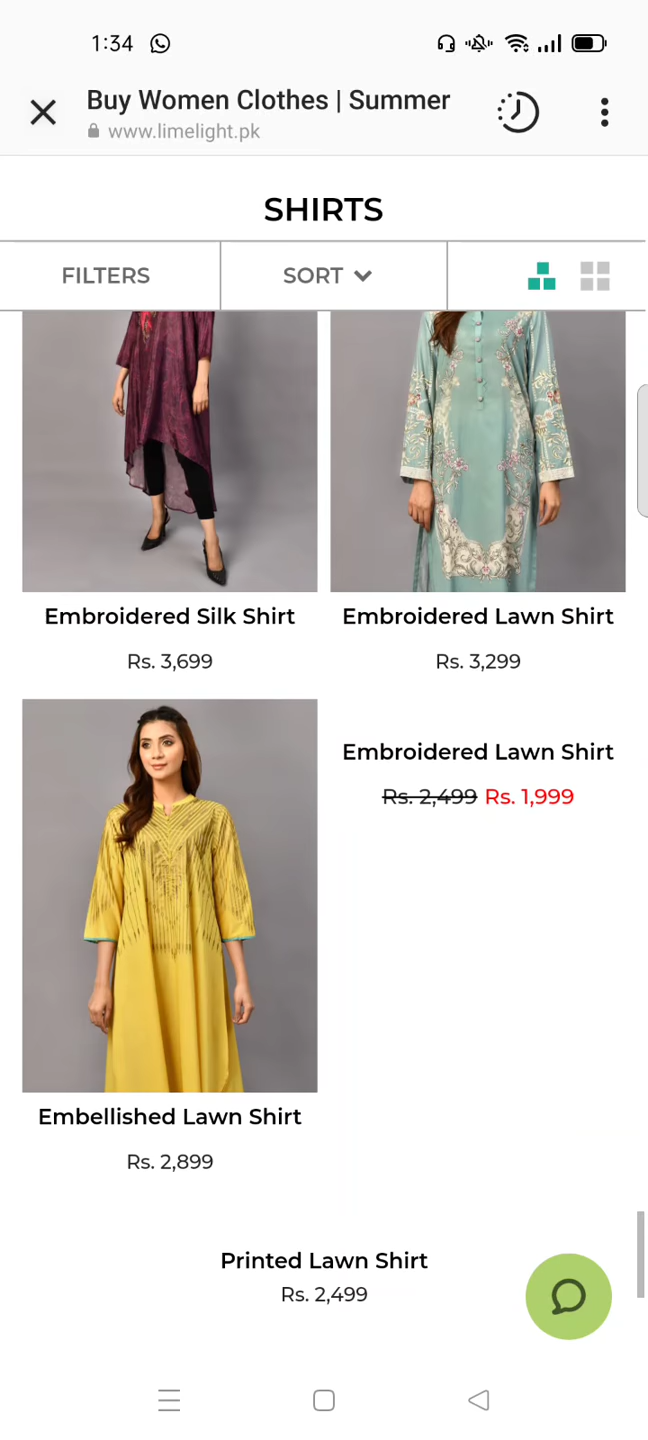 1:34
Buy Women Clothes | Summer
www.limelight.pk
SHIRTS
FILTERS
SORT
Embroidered Silk Shirt
Rs. 3,699
Embroidered Lawn Shirt
Rs. 3,299
Embroidered Lawn Shirt
Rs. 2,499 Rs. 1,999
Embellished Lawn Shirt
Rs. 2,899
Printed Lawn Shirt
Rs. 2,499